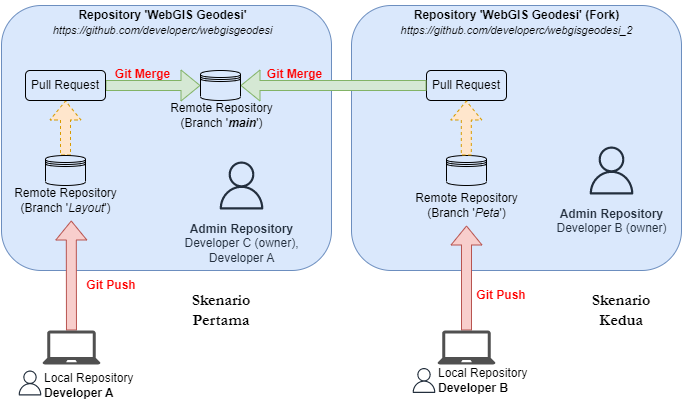 Repository 'WebGIS Geodesi'
https://github.com/developerc/webgisgeodesi
Pull Request
Git Merge
Remote Repository
(Branch 'main')
Remote Repository
(Branch 'Layout')
Admin Repository
Developer C (owner),
Developer A
Git Push
Skenario
Pertama
Local Repository
Developer A
Repository 'WebGIS Geodesi' (Fork)
https://github.com/developerc/webgisgeodesi_2
Git Merge
Pull Request
Remote Repository
(Branch 'Peta')
Admin Repository
Developer B (owner)
Git Push
Skenario
Kedua
Local Repository
Developer B